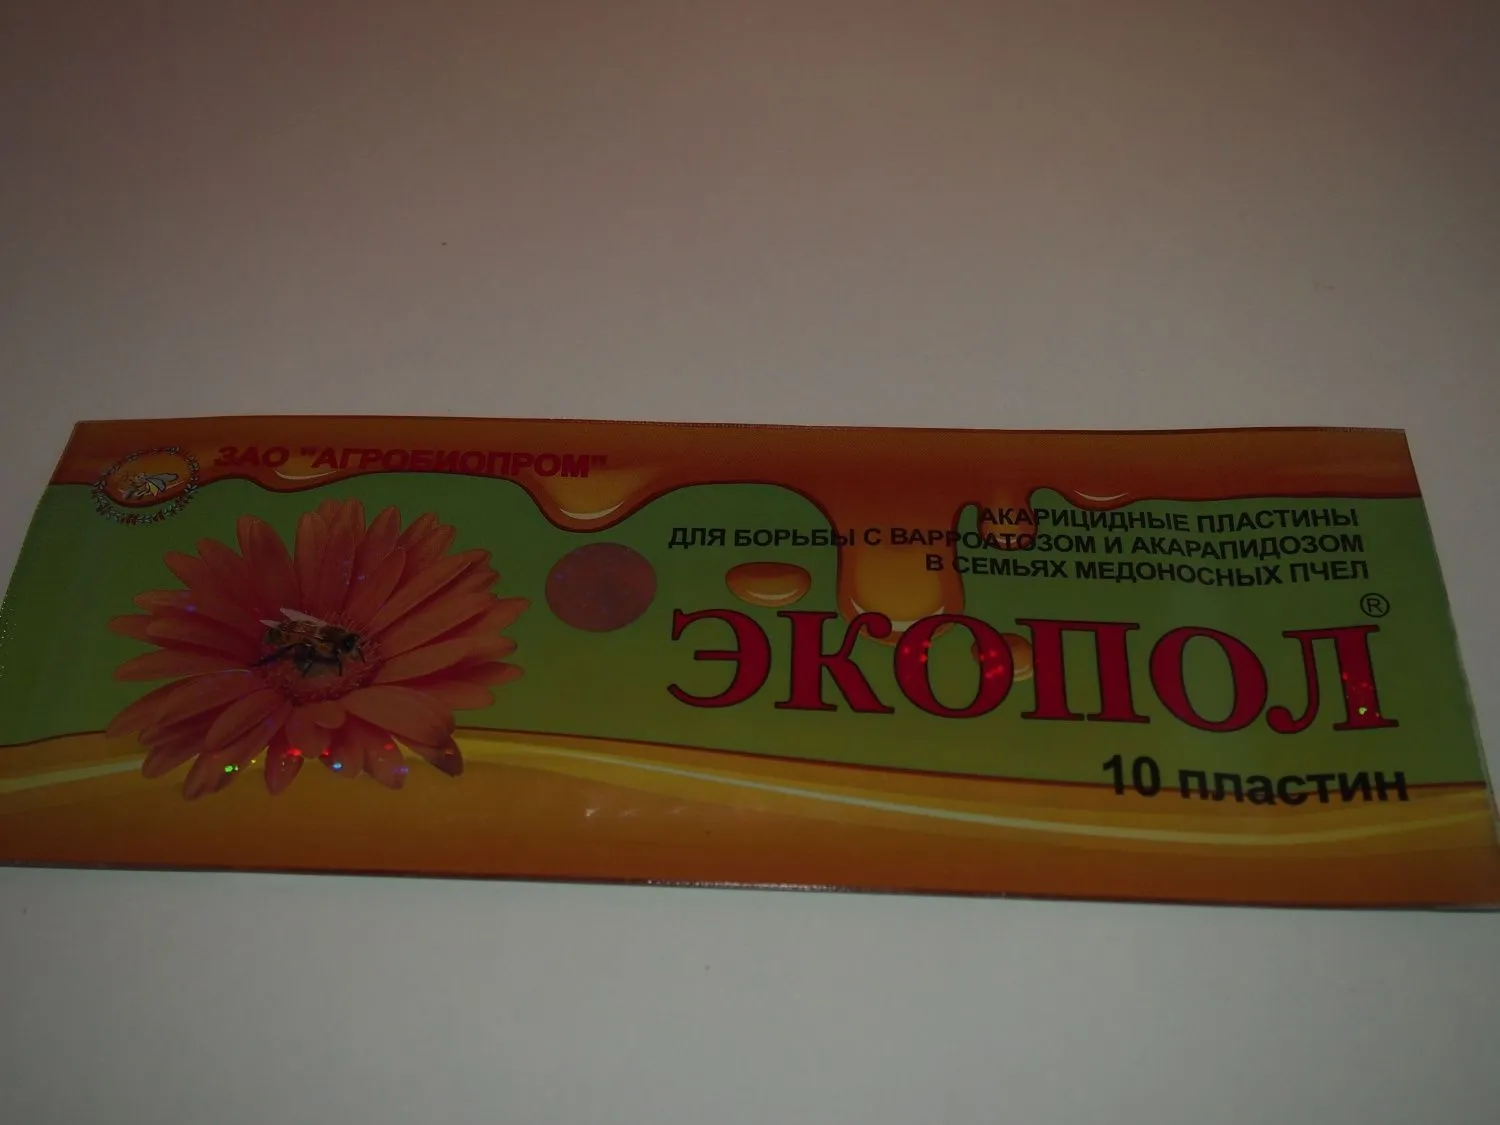 ЗАО "АГРОБИОПРОМ"
АКАРИЦИДНЫЕ ПЛАСТИНЫ
ДЛЯ БОРЬБЫ С ВАРРОАТОЗОМ И АКАРАПИДОЗОМ
В СЕМЬЯХ МЕДОНОСНЫХ ПЧЕЛ
ЭКОПОЛ®
10 пластин